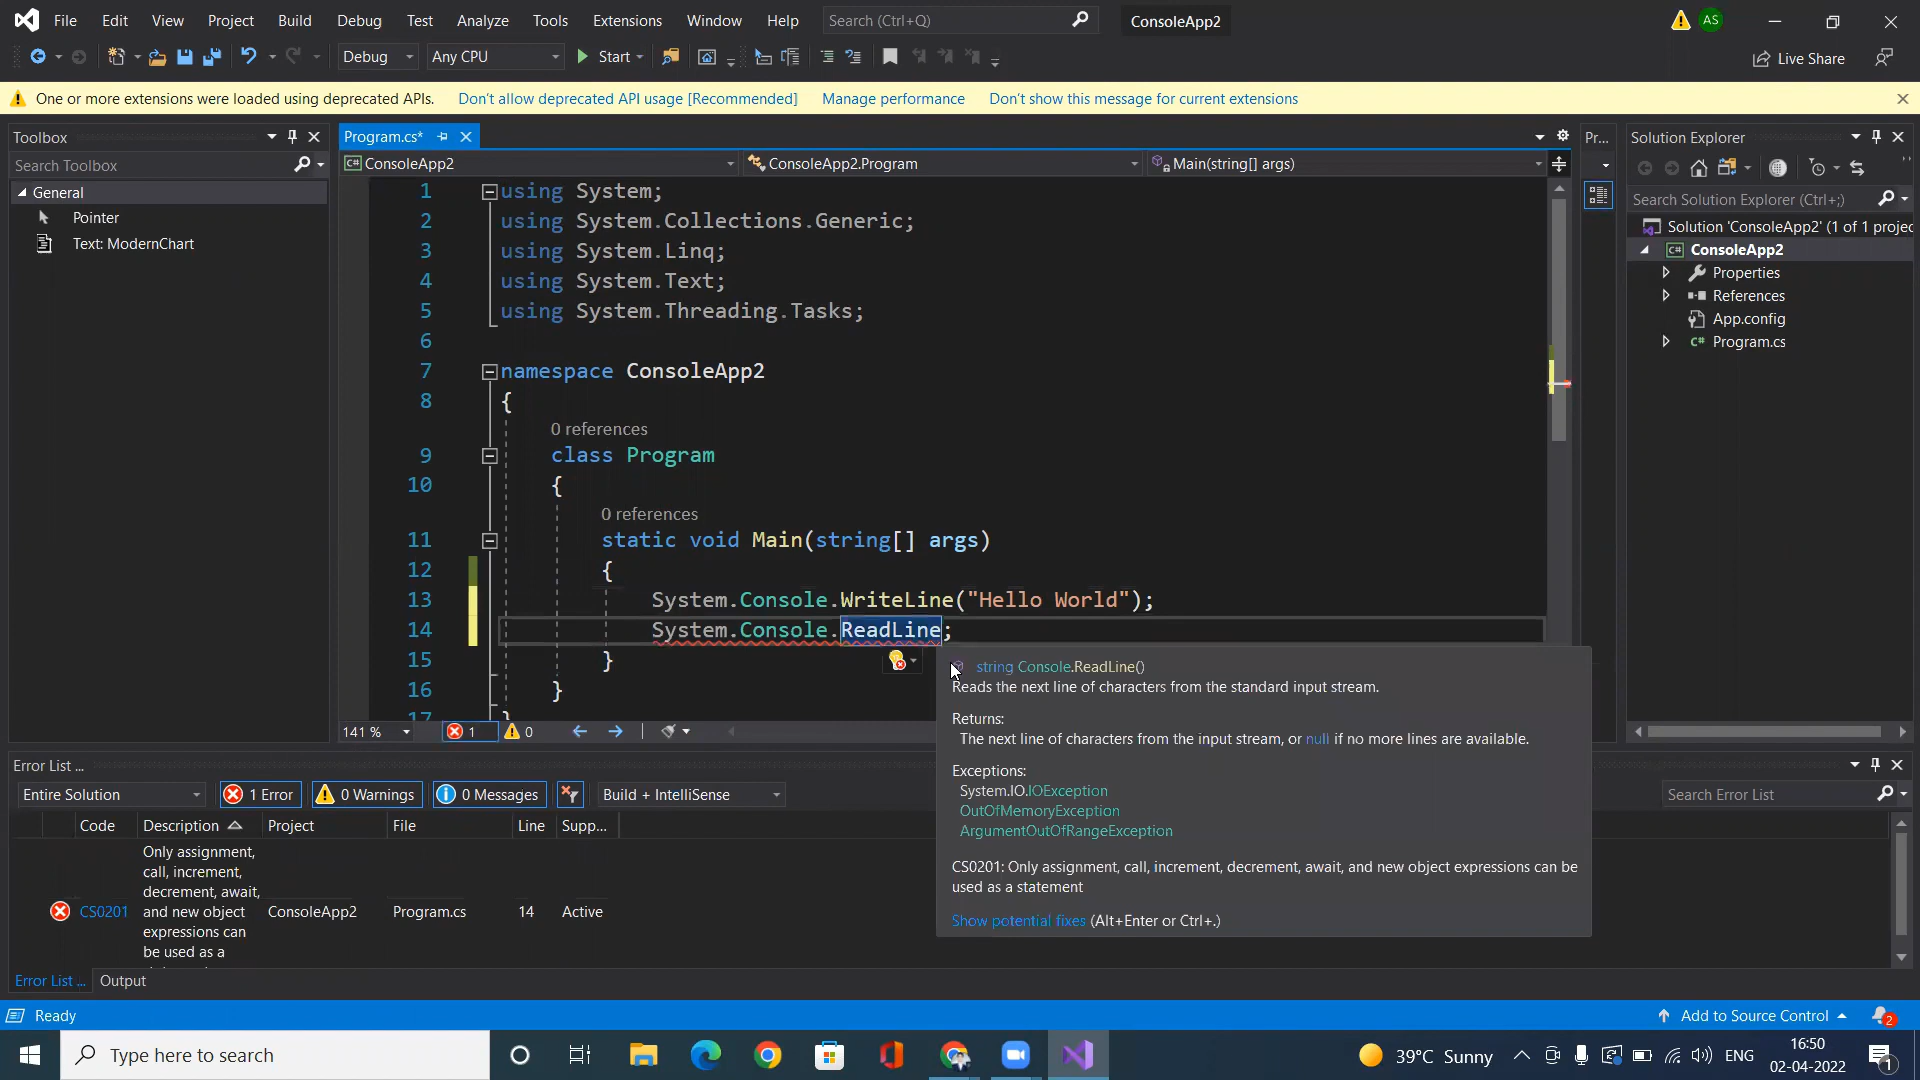 File Edit View Project Build Debug Test Analyze Tools Extensions Window Help Search (Ctrl+Q) ConsoleApp2 AS
Debug Any CPU Start Live Share
One or more extensions were loaded using deprecated APIs. Don't allow deprecated API usage [Recommended] Manage performance Don't show this message for current extensions
Toolbox
Search Toolbox
General
Pointer
Text: ModernChart
Program.cs*
ConsoleApp2 ConsoleApp2.Program Main(string[] args)
1 using System;
2 using System.Collections.Generic;
3 using System.Linq;
4 using System.Text;
5 using System.Threading.Tasks;
6
7 namespace ConsoleApp2
8 {
0 references
9 class Program
10 {
0 references
11 static void Main(string[] args)
12 {
13 System.Console.WriteLine("Hello World");
14 System.Console.ReadLine;
15 }
16 }
17 }
string Console.ReadLine()
Reads the next line of characters from the standard input stream.
Returns:
The next line of characters from the input stream, or null if no more lines are available.
Exceptions:
System.IO.IOException
OutOfMemoryException
ArgumentOutOfRangeException
CS0201: Only assignment, call, increment, decrement, await, and new object expressions can be
used as a statement
Show potential fixes (Alt+Enter or Ctrl+.)
141 % 1 0
Pr...
Solution Explorer
Search Solution Explorer (Ctrl+;)
Solution 'ConsoleApp2' (1 of 1 projec
ConsoleApp2
Properties
References
App.config
Program.cs
Error List ...
Entire Solution 1 Error 0 Warnings 0 Messages Build + IntelliSense Search Error List
Code Description Project File Line Supp...
CS0201
Only assignment,
call, increment,
decrement, await,
and new object
expressions can
be used as a
ConsoleApp2 Program.cs 14 Active
Error List ... Output
Ready Add to Source Control 2
Type here to search 39°C Sunny ENG
16:50
02-04-2022
1